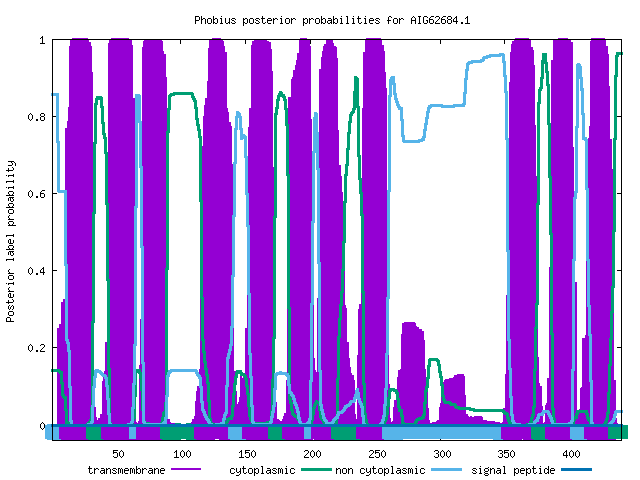 Phobius posterior probabilities for AIG62684.1
Posterior label probability
1
0.8
0.6
0.4
0.2
0
50 100 150 200 250 300 350 400
transmembrane cytoplasmic non cytoplasmic signal peptide